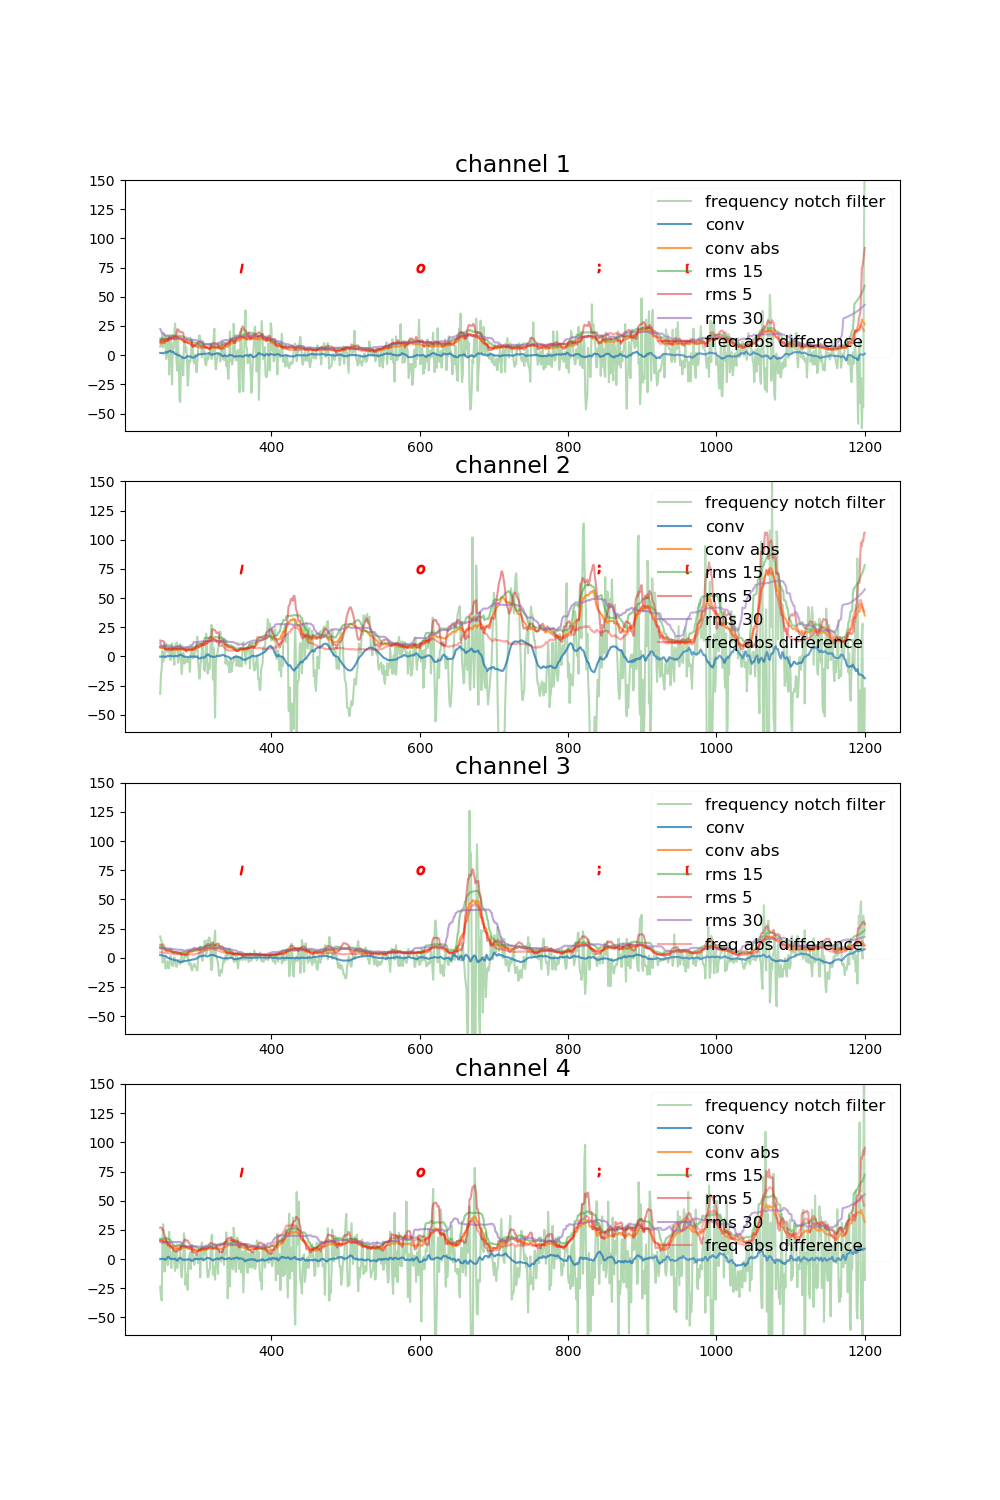 channel 1
150
125
100
75
50
25
0
−25
−50
o ;
frequency notch filter
conv
conv abs
rms 15
rms 5
rms 30
freq abs difference
400 600 800 1000 1200
channel 2
150
125
100
75
50
25
0
−25
−50
o ;
frequency notch filter
conv
conv abs
rms 15
rms 5
rms 30
freq abs difference
400 600 800 1000 1200
channel 3
150
125
100
75
50
25
0
−25
−50
o ;
frequency notch filter
conv
conv abs
rms 15
rms 5
rms 30
freq abs difference
400 600 800 1000 1200
channel 4
150
125
100
75
50
25
0
−25
−50
o ;
frequency notch filter
conv
conv abs
rms 15
rms 5
rms 30
freq abs difference
400 600 800 1000 1200